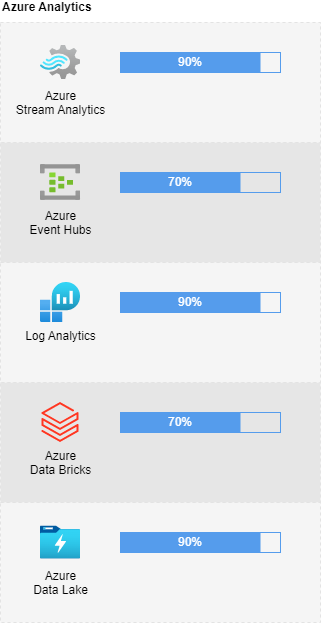 Azure Analytics
90%
Azure
Stream Analytics
70%
Azure
Event Hubs
90%
Log Analytics
70%
Azure
Data Bricks
90%
Azure
Data Lake